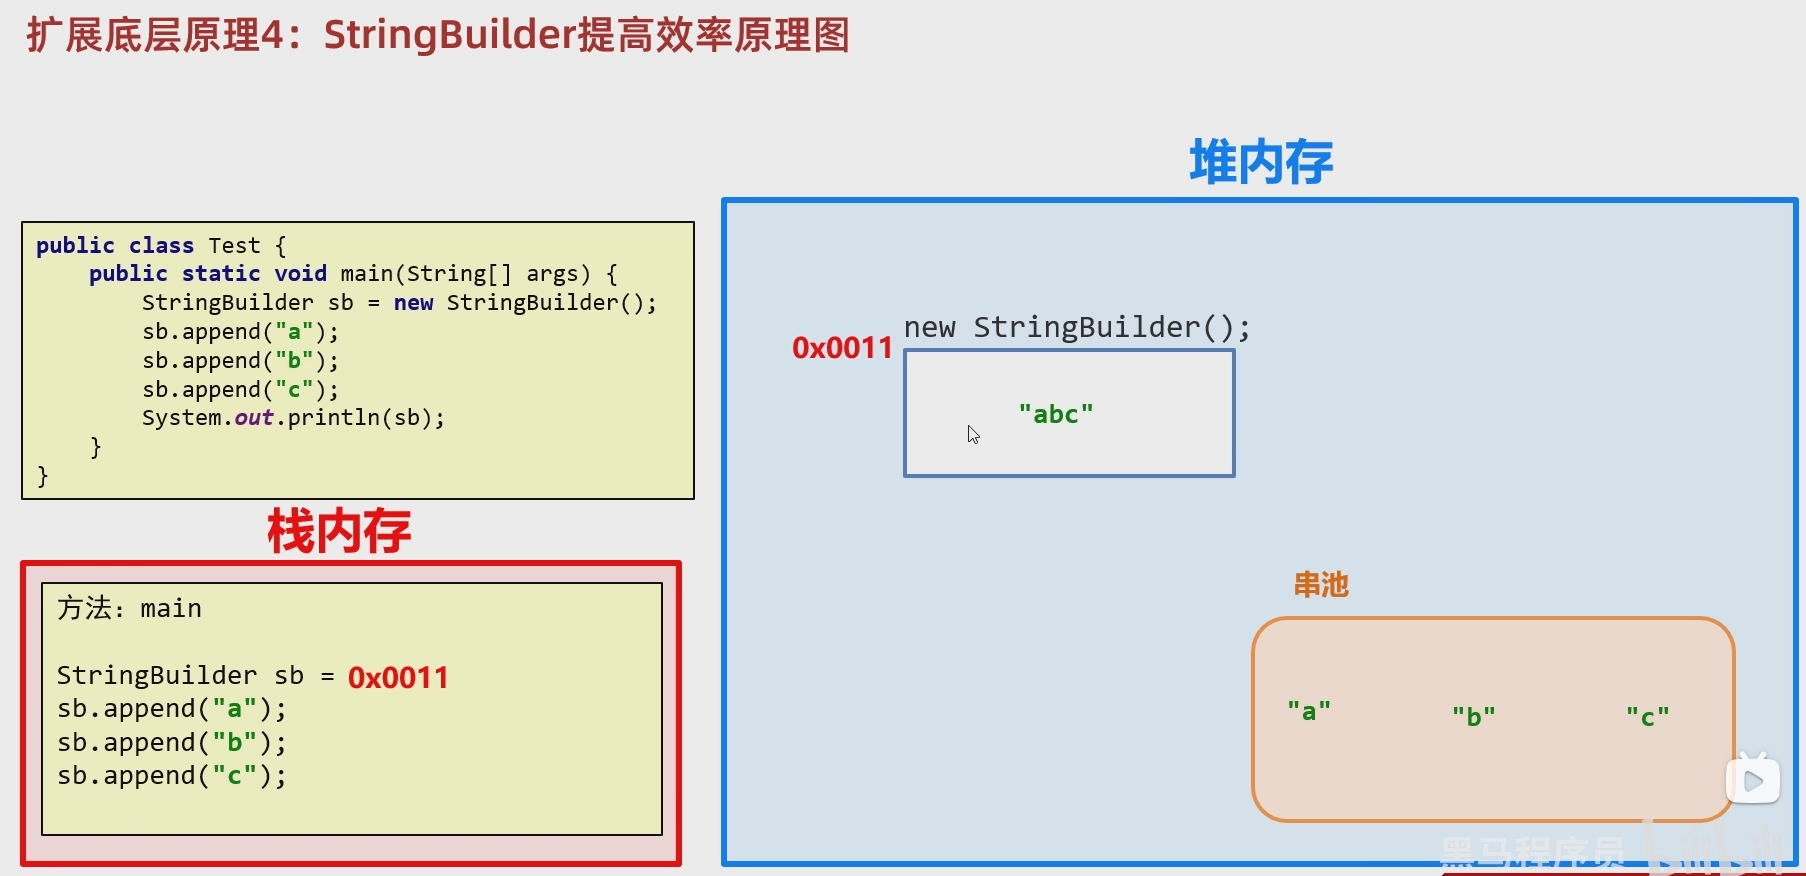 扩展底层原理4：StringBuilder提高效率原理图
堆内存
public class Test {
public static void main(String[] args) {
StringBuilder sb = new StringBuilder();
sb.append("a");
sb.append("b");
sb.append("c");
System.out.println(sb);
}
}
new StringBuilder();
0x0011
"abc"
栈内存
方法：main
StringBuilder sb = 0x0011
sb.append("a");
sb.append("b");
sb.append("c");
串池
"a" "b" "c"
黑马程序员 bilibili